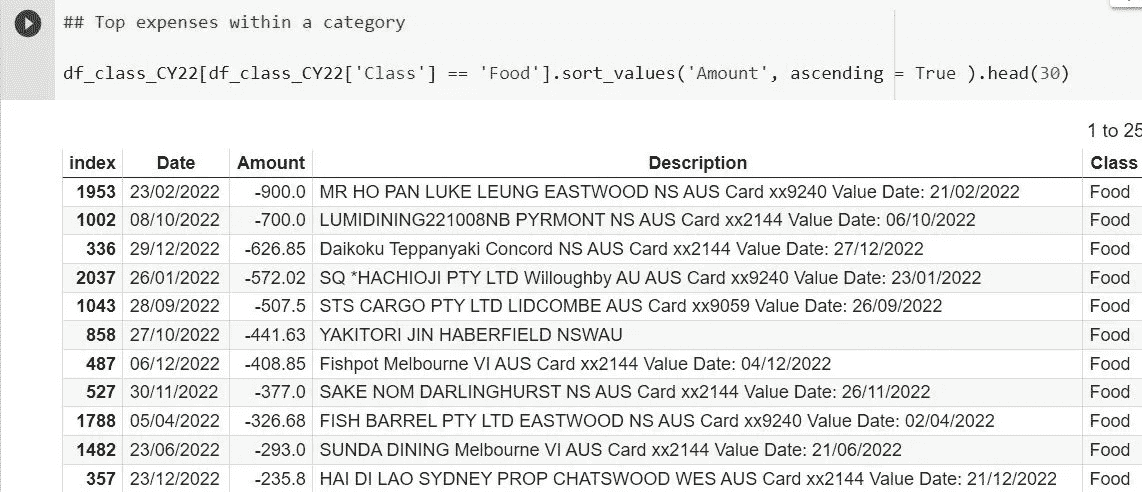 ## Top expenses within a category
df_class_CY22[df_class_CY22['Class'] == 'Food'].sort_values('Amount', ascending = True ).head(30)
1 to 25
index Date Amount Description Class
1953 23/02/2022 -900.0 MR HO PAN LUKE LEUNG EASTWOOD NS AUS Card xx9240 Value Date: 21/02/2022 Food
1002 08/10/2022 -700.0 LUMIDINING221008NB PYRMONT NS AUS Card xx2144 Value Date: 06/10/2022 Food
336 29/12/2022 -626.85 Daikoku Teppanyaki Concord NS AUS Card xx2144 Value Date: 27/12/2022 Food
2037 26/01/2022 -572.02 SQ *HACHIOJI PTY LTD Willoughby AU AUS Card xx9240 Value Date: 23/01/2022 Food
1043 28/09/2022 -507.5 STS CARGO PTY LTD LIDCOMBE AUS Card xx9059 Value Date: 26/09/2022 Food
858 27/10/2022 -441.63 YAKITORI JIN HABERFIELD NSWAU Food
487 06/12/2022 -408.85 Fishpot Melbourne VI AUS Card xx2144 Value Date: 04/12/2022 Food
527 30/11/2022 -377.0 SAKE NOM DARLINGHURST NS AUS Card xx2144 Value Date: 26/11/2022 Food
1788 05/04/2022 -326.68 FISH BARREL PTY LTD EASTWOOD NS AUS Card xx9240 Value Date: 02/04/2022 Food
1482 23/06/2022 -293.0 SUNDA DINING Melbourne VI AUS Card xx2144 Value Date: 21/06/2022 Food
357 23/12/2022 -235.8 HAI DI LAO SYDNEY PROP CHATSWOOD WES AUS Card xx2144 Value Date: 21/12/2022 Food